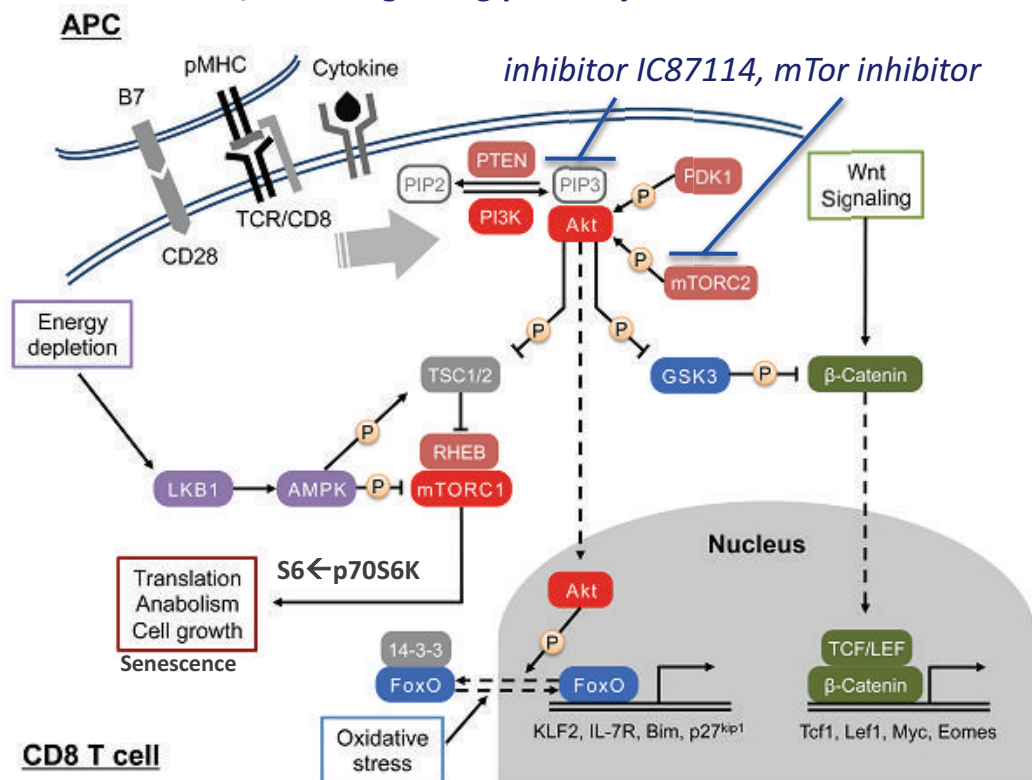 APC
pMHC
Cytokine
B7
TCR/CD8
CD28
inhibitor IC87114, mTor inhibitor
PTEN
PIP2
PIP3
PI3K
Akt
PDK1
P
P
mTORC2
Wnt
Signaling
Energy
depletion
P
P
TSC1/2
GSK3
P
β-Catenin
P
RHEB
LKB1
AMPK
P
mTORC1
S6←p70S6K
Translation
Anabolism
Cell growth
Senescence
Nucleus
Akt
P
14-3-3
FoxO
FoxO
TCF/LEF
β-Catenin
KLF2, IL-7R, Bim, p27kip1
Tcf1, Lef1, Myc, Eomes
Oxidative
stress
CD8 T cell